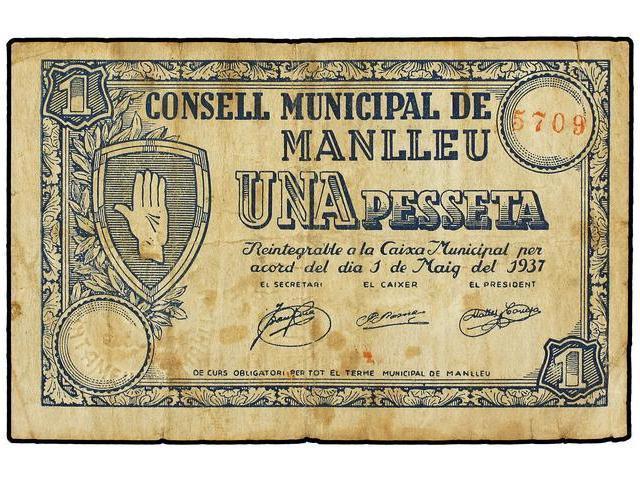 1
CONSELL MUNICIPAL DE
MANLLEU
5709
UNA PESSETA
Reintegrable a la Caixa Municipal per
acord del dia 1 de Maig del 1937
EL SECRETARI EL CAIXER EL PRESIDENT
DE CURS OBLIGATORI PER TOT EL TERME MUNICIPAL DE MANLLEU
1